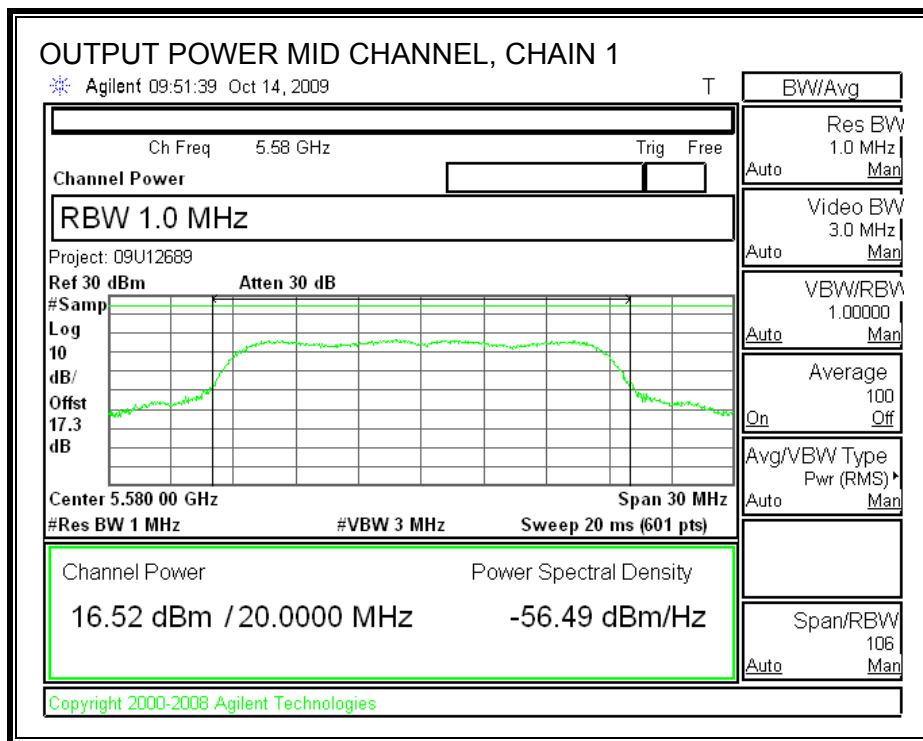 OUTPUT POWER MID CHANNEL, CHAIN 1
Agilent 09:51:39 Oct 14, 2009 T
Ch Freq 5.58 GHz Trig Free
Channel Power
RBW 1.0 MHz
Project: 09U12689
Ref 30 dBm Atten 30 dB
#Samp
Log
10
dB/
Offst
17.3
dB
Center 5.580 00 GHz Span 30 MHz
#Res BW 1 MHz #VBW 3 MHz Sweep 20 ms (601 pts)
Channel Power Power Spectral Density
16.52 dBm / 20.0000 MHz -56.49 dBm/Hz
Copyright 2000-2008 Agilent Technologies
BW/Avg
Res BW
1.0 MHz
Auto Man
Video BW
3.0 MHz
Auto Man
VBW/RBW
1.00000
Auto Man
Average
100
On Off
Avg/VBW Type
Pwr (RMS)
Auto Man
Span/RBW
106
Auto Man